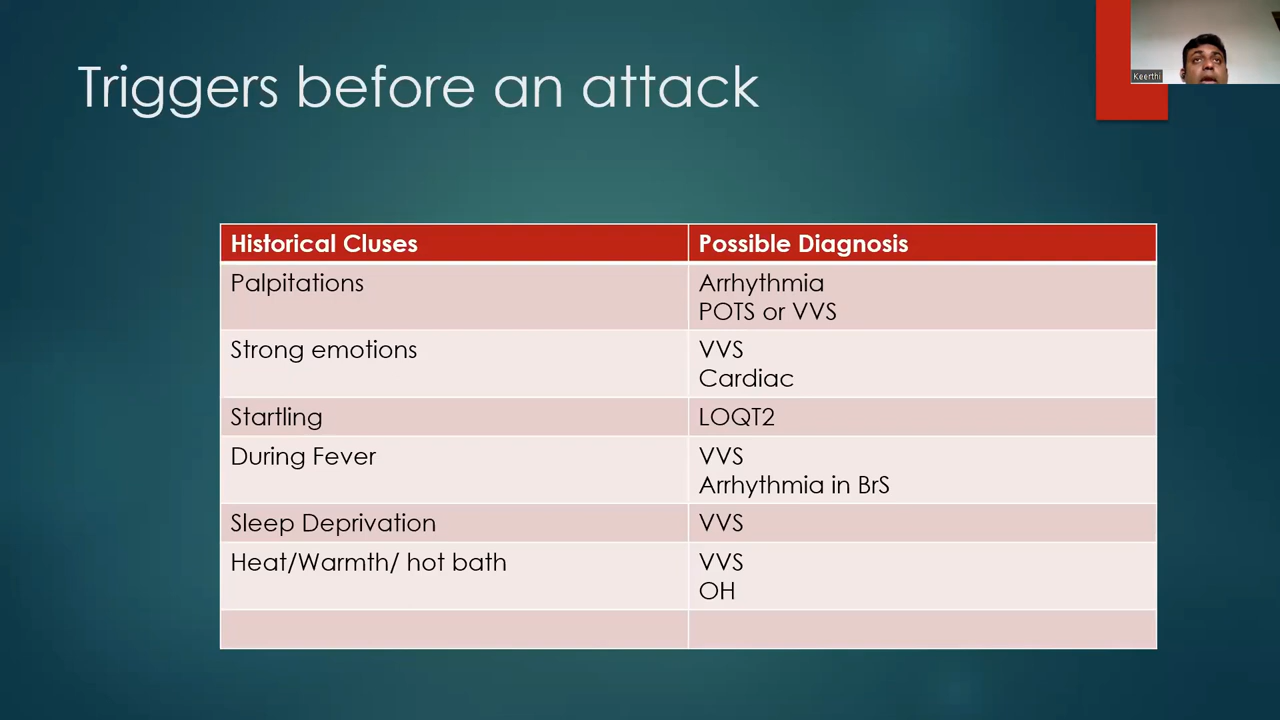 Triggers before an attack
Keerthi
Historical Cluses
Possible Diagnosis
Palpitations
Arrhythmia
POTS or VVS
Strong emotions
VVS
Cardiac
Startling
LOQT2
During Fever
VVS
Arrhythmia in BrS
Sleep Deprivation
VVS
Heat/Warmth/ hot bath
VVS
OH